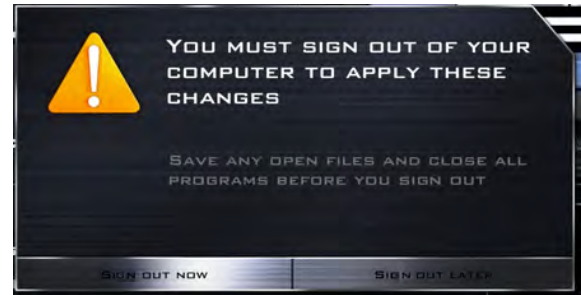 YOU MUST SIGN OUT OF YOUR
COMPUTER TO APPLY THESE
CHANGES
SAVE ANY OPEN FILES AND CLOSE ALL
PROGRAMS BEFORE YOU SIGN OUT
SIGN OUT NOW
SIGN OUT LATER